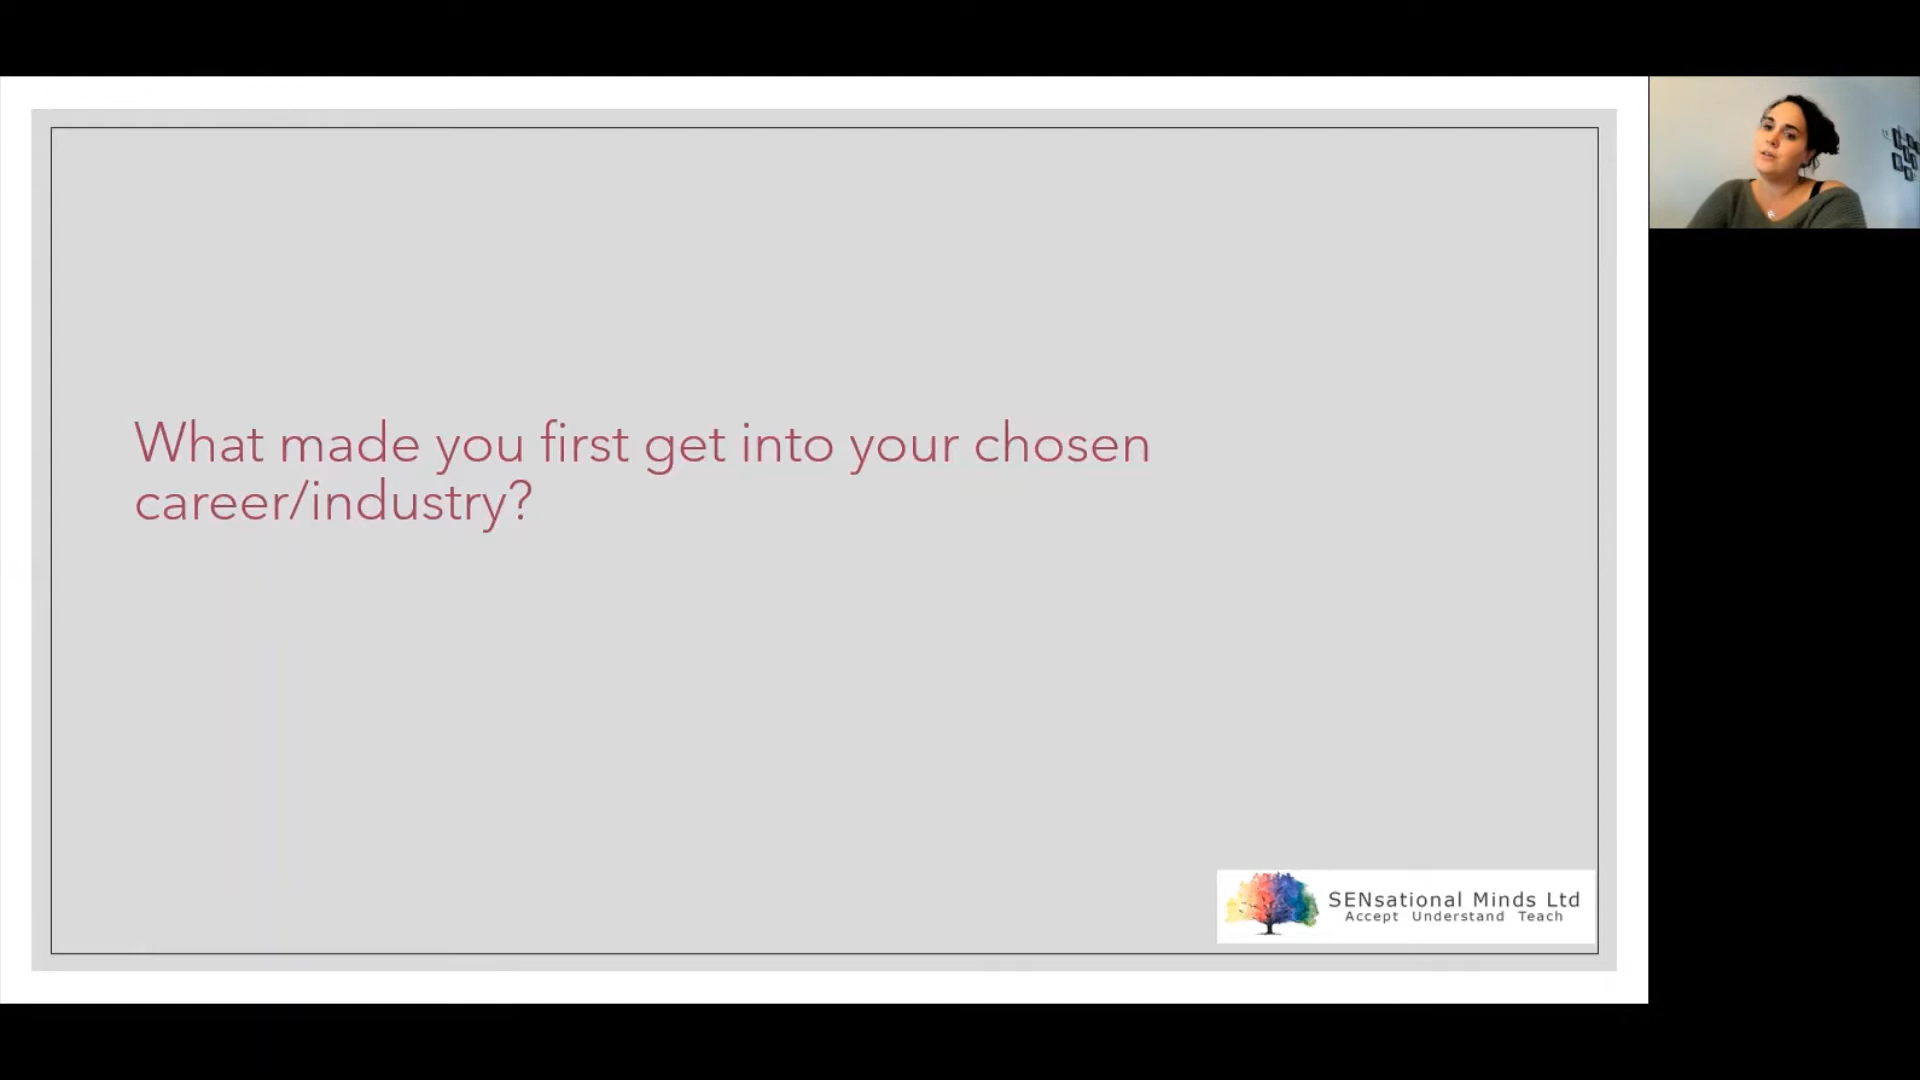 What made you first get into your chosen
career/industry?
SENsational Minds Ltd
Accept Understand Teach